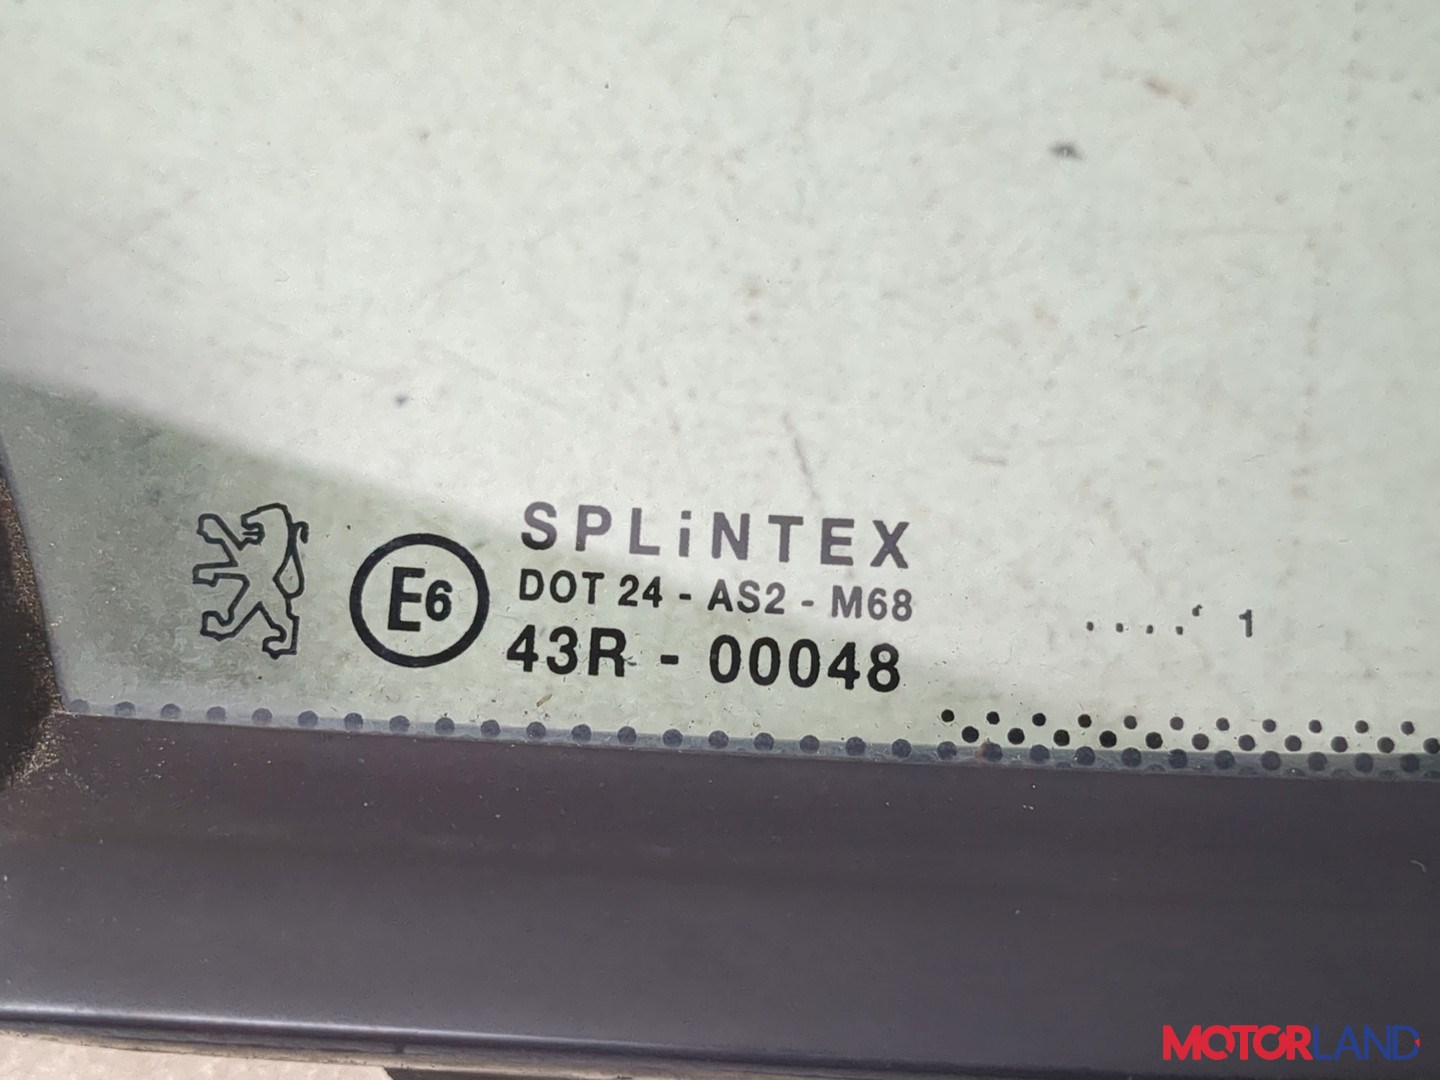 SPLiNTEX
E6
DOT 24 - AS2 - M68
43R - 00048
....' 1
MOTORLAND